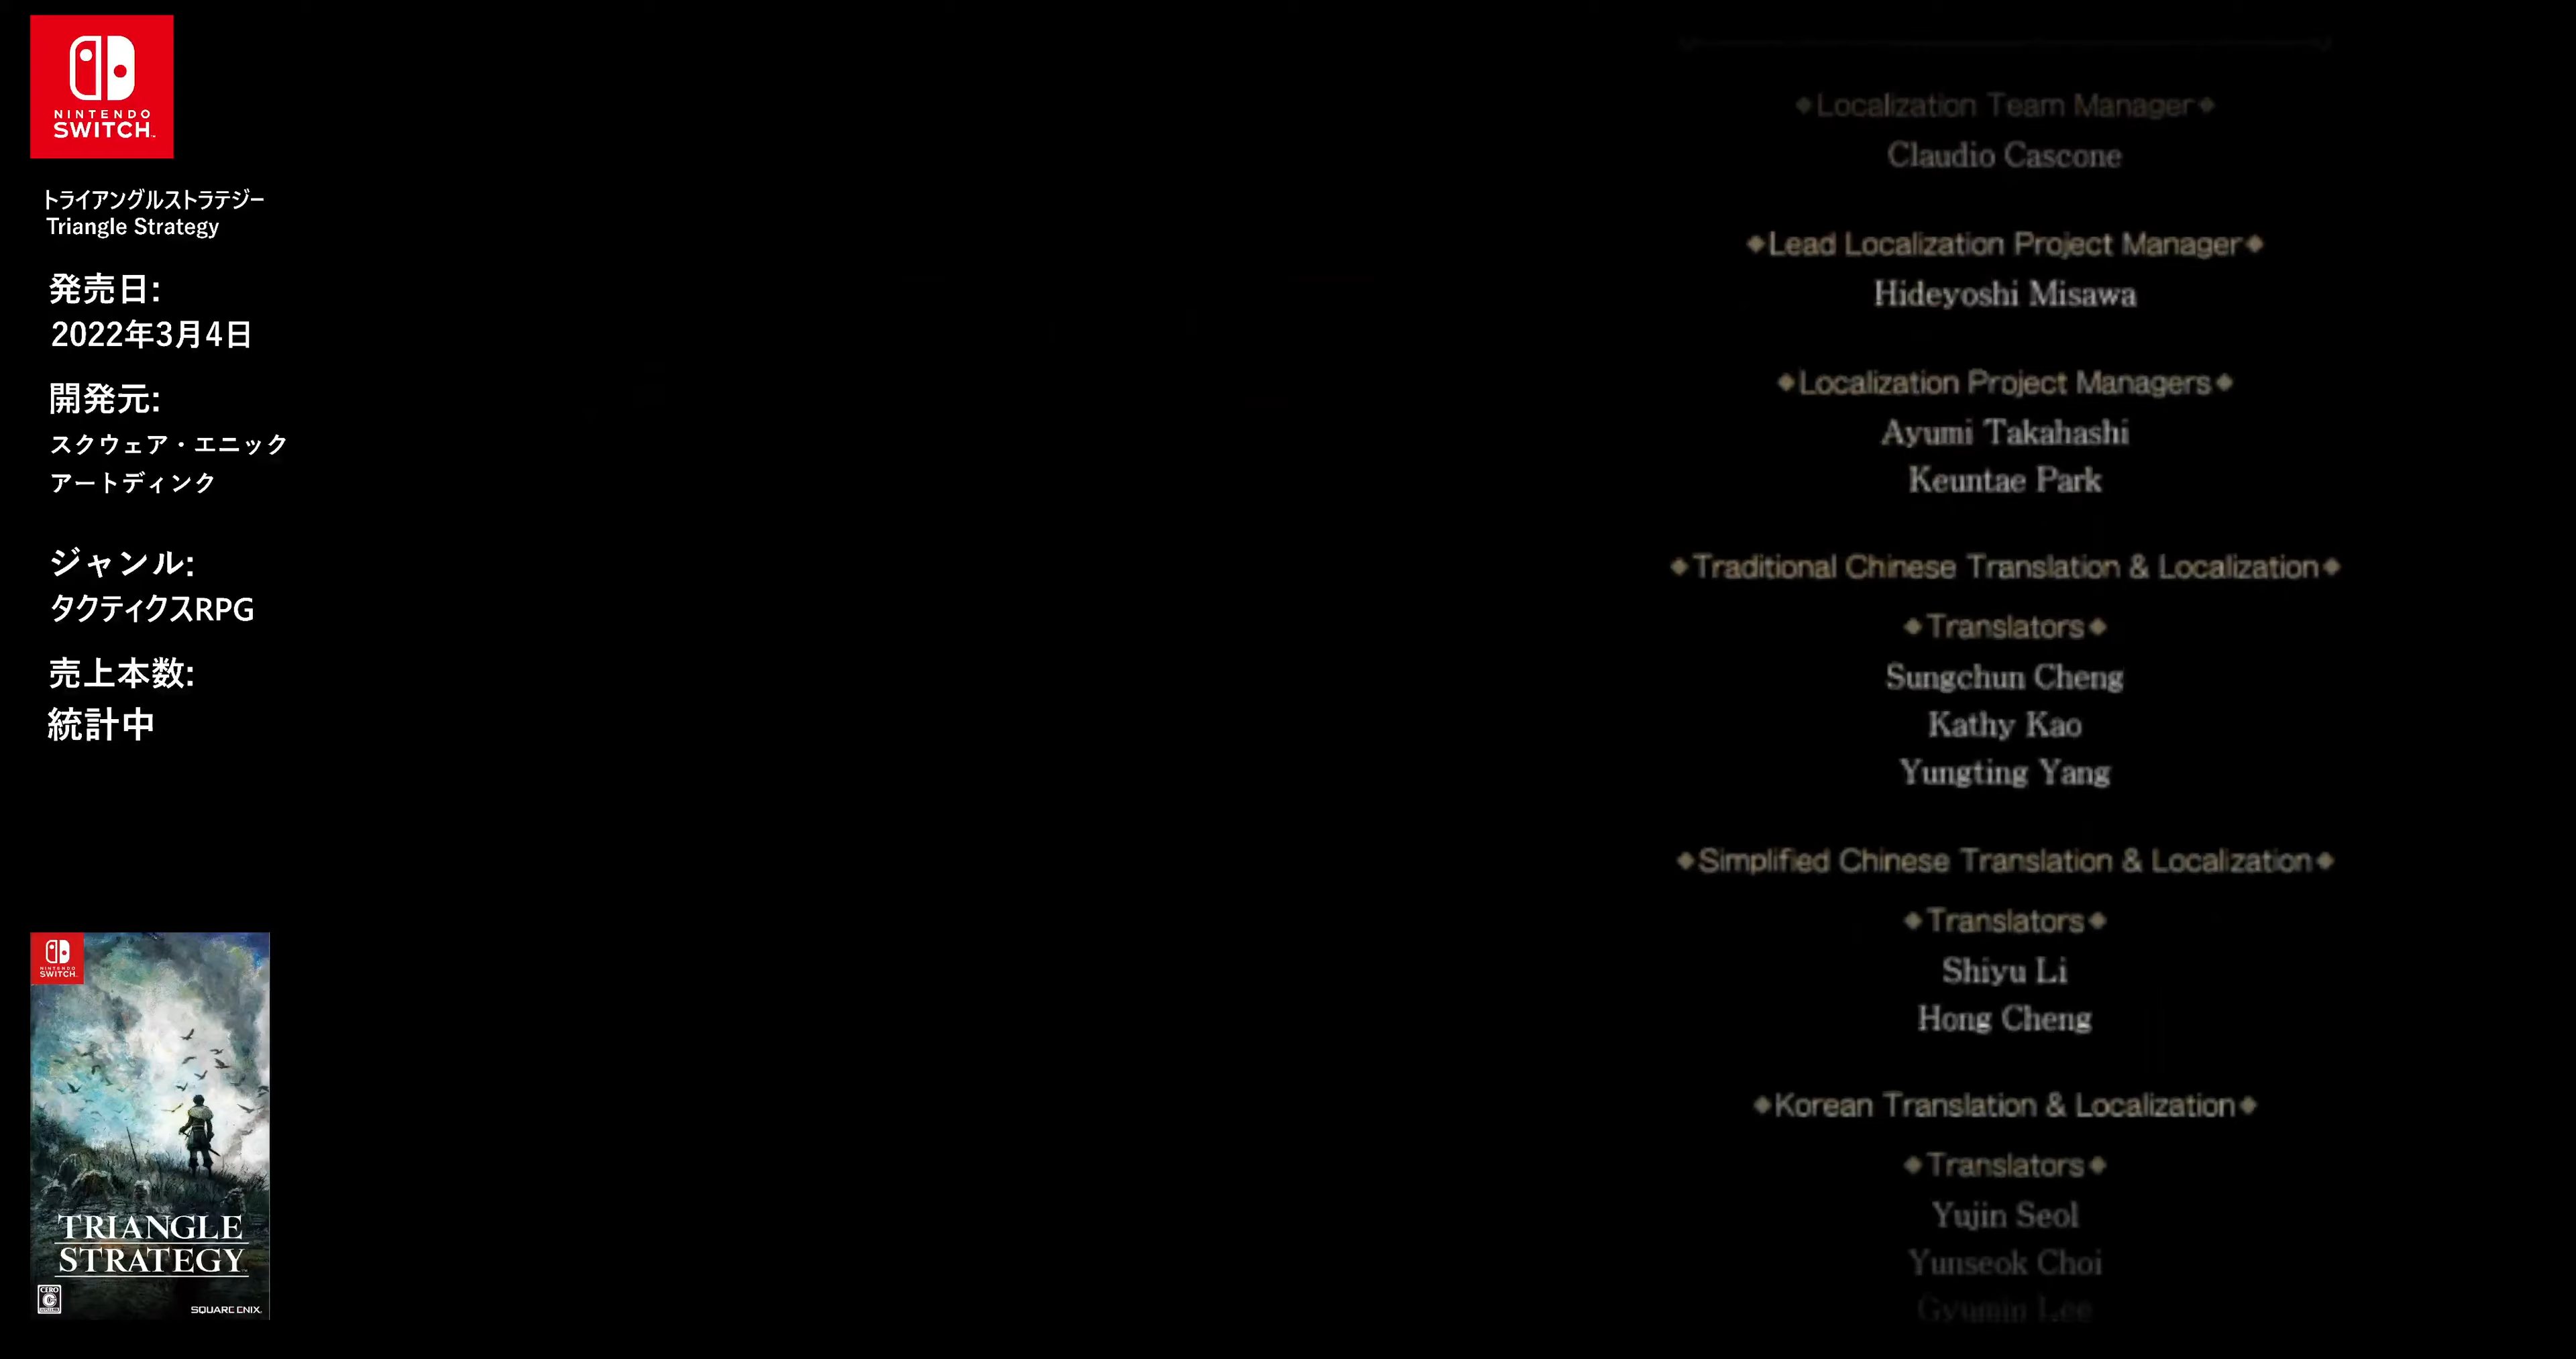 NINTENDO
SWITCH
トライアングルストラテジー
Triangle Strategy
発売日:
2022年3月4日
開発元:
スクウェア・エニック
アートディンク
ジャンル:
タクティクスRPG
売上本数:
統計中
NINTENDO
SWITCH
TRIANGLE
STRATEGY
CERO
C
SQUARE ENIX
◆Localization Team Manager◆
Claudio Cascone
◆Lead Localization Project Manager◆
Hideyoshi Misawa
◆Localization Project Managers◆
Ayumi Takahashi
Keuntae Park
◆Traditional Chinese Translation & Localization◆
◆Translators◆
Sungchun Cheng
Kathy Kao
Yungting Yang
◆Simplified Chinese Translation & Localization◆
◆Translators◆
Shiyu Li
Hong Cheng
◆Korean Translation & Localization◆
◆Translators◆
Yujin Seol
Yunseok Choi
Gyumin Lee